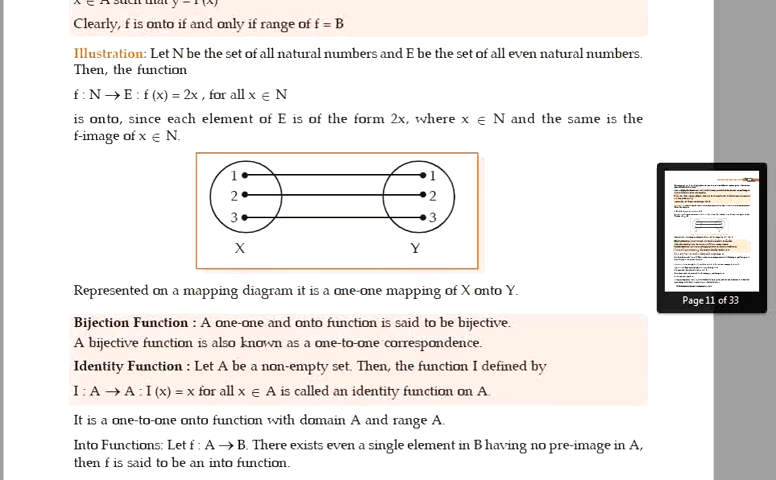 x ∈ A such that y = f (x)
Clearly, f is onto if and only if range of f = B
Illustration: Let N be the set of all natural numbers and E be the set of all even natural numbers.
Then, the function
f : N → E : f (x) = 2x , for all x ∈ N
is onto, since each element of E is of the form 2x, where x ∈ N and the same is the
f-image of x ∈ N.
1 1
2 2
3 3
X Y
Represented on a mapping diagram it is a one-one mapping of X onto Y.
Bijection Function : A one-one and onto function is said to be bijective.
A bijective function is also known as a one-to-one correspondence.
Identity Function : Let A be a non-empty set. Then, the function I defined by
I : A → A : I (x) = x for all x ∈ A is called an identity function on A.
It is a one-to-one onto function with domain A and range A.
Into Functions: Let f : A → B. There exists even a single element in B having no pre-image in A,
then f is said to be an into function.
Page 11 of 33